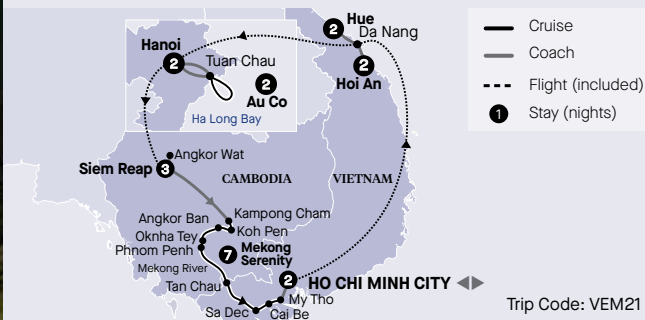 Hue
2
Da Nang
Hanoi
2
Tuan Chau
2
Hoi An
2
Au Co
Ha Long Bay
Angkor Wat
Siem Reap
3
CAMBODIA
VIETNAM
Kampong Cham
Angkor Ban
Koh Pen
Oknha Tey
Phnom Penh
7
Mekong
Serenity
Mekong River
2
HO CHI MINH CITY
Tan Chau
My Tho
Sa Dec
Cai Be
Cruise
Coach
Flight (included)
1
Stay (nights)
Trip Code: VEM21